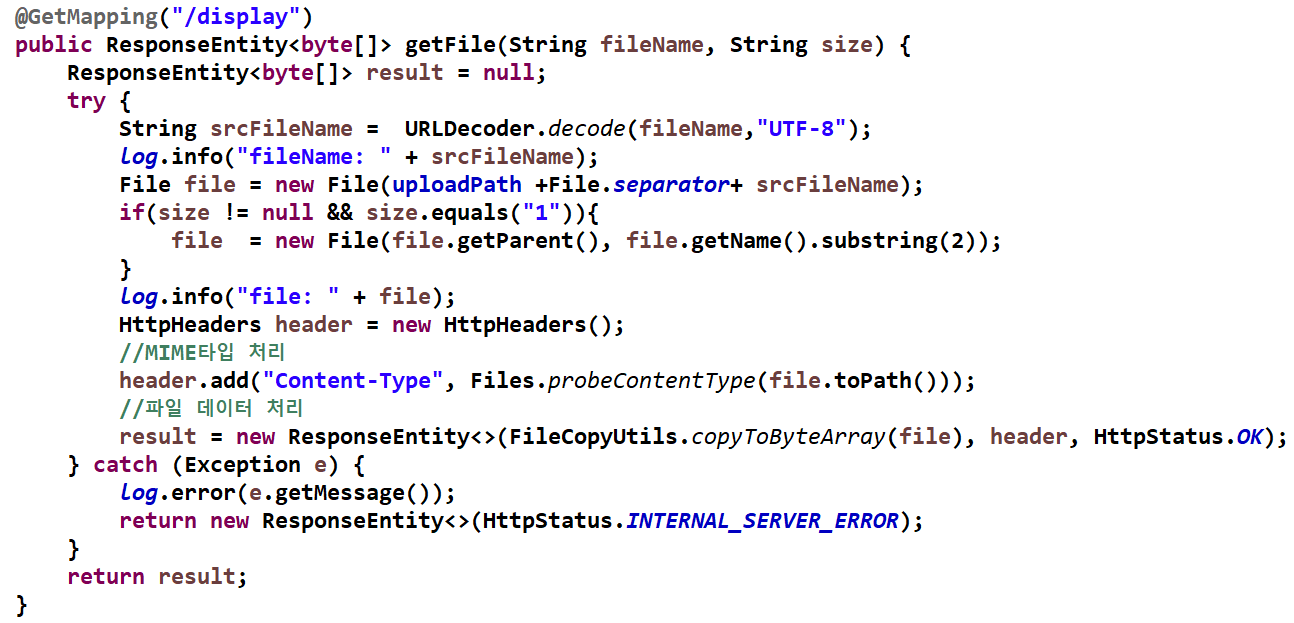 @GetMapping("/display")
public ResponseEntity<byte[]> getFile(String fileName, String size) {
    ResponseEntity<byte[]> result = null;
    try {
        String srcFileName =  URLDecoder.decode(fileName,"UTF-8");
        log.info("fileName: " + srcFileName);
        File file = new File(uploadPath +File.separator+ srcFileName);
        if(size != null && size.equals("1")){
            file  = new File(file.getParent(), file.getName().substring(2));
        }
        log.info("file: " + file);
        HttpHeaders header = new HttpHeaders();
        //MIME타입 처리
        header.add("Content-Type", Files.probeContentType(file.toPath()));
        //파일 데이터 처리
        result = new ResponseEntity<>(FileCopyUtils.copyToByteArray(file), header, HttpStatus.OK);
    } catch (Exception e) {
        log.error(e.getMessage());
        return new ResponseEntity<>(HttpStatus.INTERNAL_SERVER_ERROR);
    }
    return result;
}